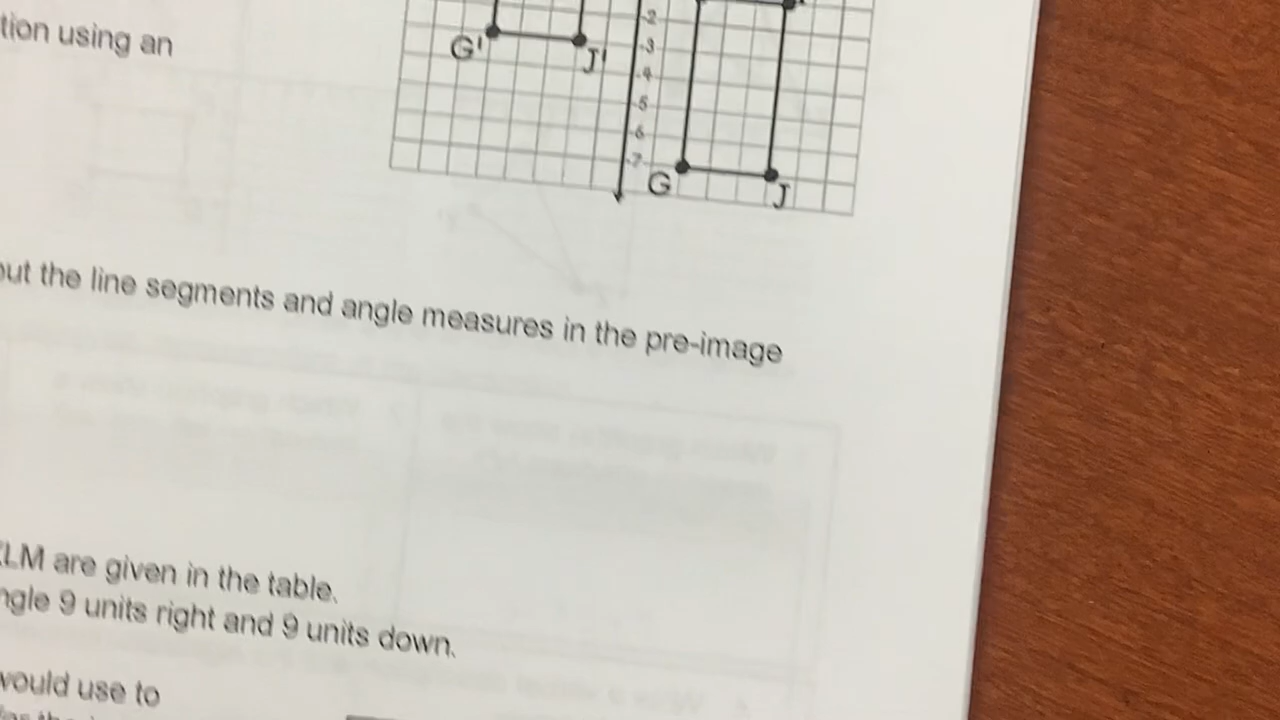 tion using an
-2
G'
J'
-3
-4
-5
-6
-7
G
J
out the line segments and angle measures in the pre-image
LM are given in the table.
ngle 9 units right and 9 units down.
would use to